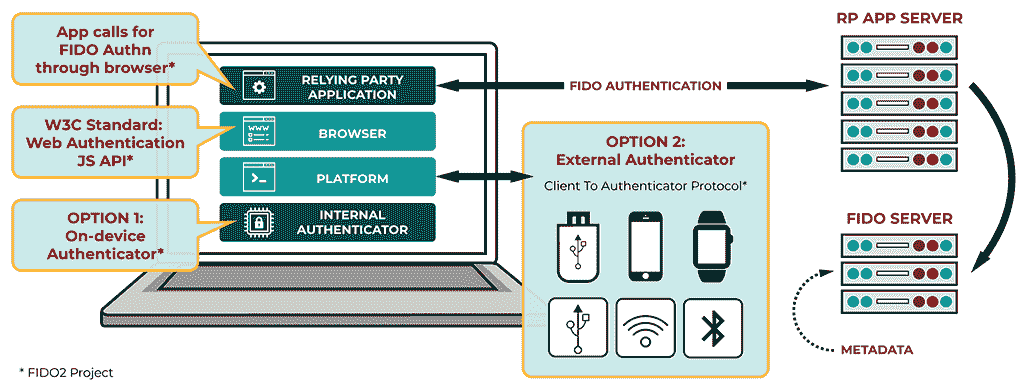 App calls for
FIDO Authn
through browser*
W3C Standard:
Web Authentication
JS API*
OPTION 1:
On-device
Authenticator*
RELYING PARTY
APPLICATION
WWW
BROWSER
PLATFORM
INTERNAL
AUTHENTICATOR
FIDO AUTHENTICATION
OPTION 2:
External Authenticator
Client To Authenticator Protocol*
RP APP SERVER
FIDO SERVER
METADATA
* FIDO2 Project